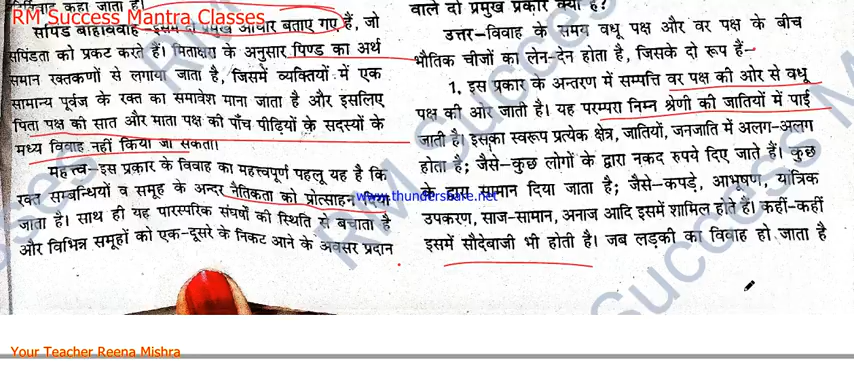 RM Success Mantra Classes
सपिंड बहिर्विवाह-इसमें दो प्रमुख आधार बताए गए हैं, जो
सपिंडता को प्रकट करते हैं। मिताक्षरा के अनुसार पिण्ड का अर्थ
समान रक्तकणों से लगाया जाता है, जिसमें व्यक्तियों में एक
सामान्य पूर्वज के रक्त का समावेश माना जाता है और इसलिए
पिता पक्ष की सात और माता पक्ष की पाँच पीढ़ियों के सदस्यों के
मध्य विवाह नहीं किया जा सकता।
महत्त्व-इस प्रकार के विवाह का महत्त्वपूर्ण पहलू यह है कि
रक्त सम्बन्धियों व समूह के अन्दर नैतिकता को प्रोत्साहन दिया
जाता है। साथ ही यह पारस्परिक संघर्षों की स्थिति से बचाता है
और विभिन्न समूहों को एक-दूसरे के निकट आने के अवसर प्रदान
वाले दो प्रमुख प्रकार क्या हैं?
उत्तर-विवाह के समय वधू पक्ष और वर पक्ष के बीच
भौतिक चीजों का लेन-देन होता है, जिसके दो रूप हैं-
1. इस प्रकार के अन्तरण में सम्पत्ति वर पक्ष की ओर से वधू
पक्ष की ओर जाती है। यह परम्परा निम्न श्रेणी की जातियों में पाई
जाती है। इसका स्वरूप प्रत्येक क्षेत्र, जातियों, जनजाति में अलग-अलग
होता है; जैसे-कुछ लोगों के द्वारा नकद रुपये दिए जाते हैं। कुछ
के द्वारा सामान दिया जाता है; जैसे-कपड़े, आभूषण, यांत्रिक
उपकरण, साज-सामान, अनाज आदि इसमें शामिल होते हैं। कहीं-कहीं
इसमें सौदेबाजी भी होती है। जब लड़की का विवाह हो जाता है
www.thundershare.net
RM Success
Your Teacher Reena Mishra